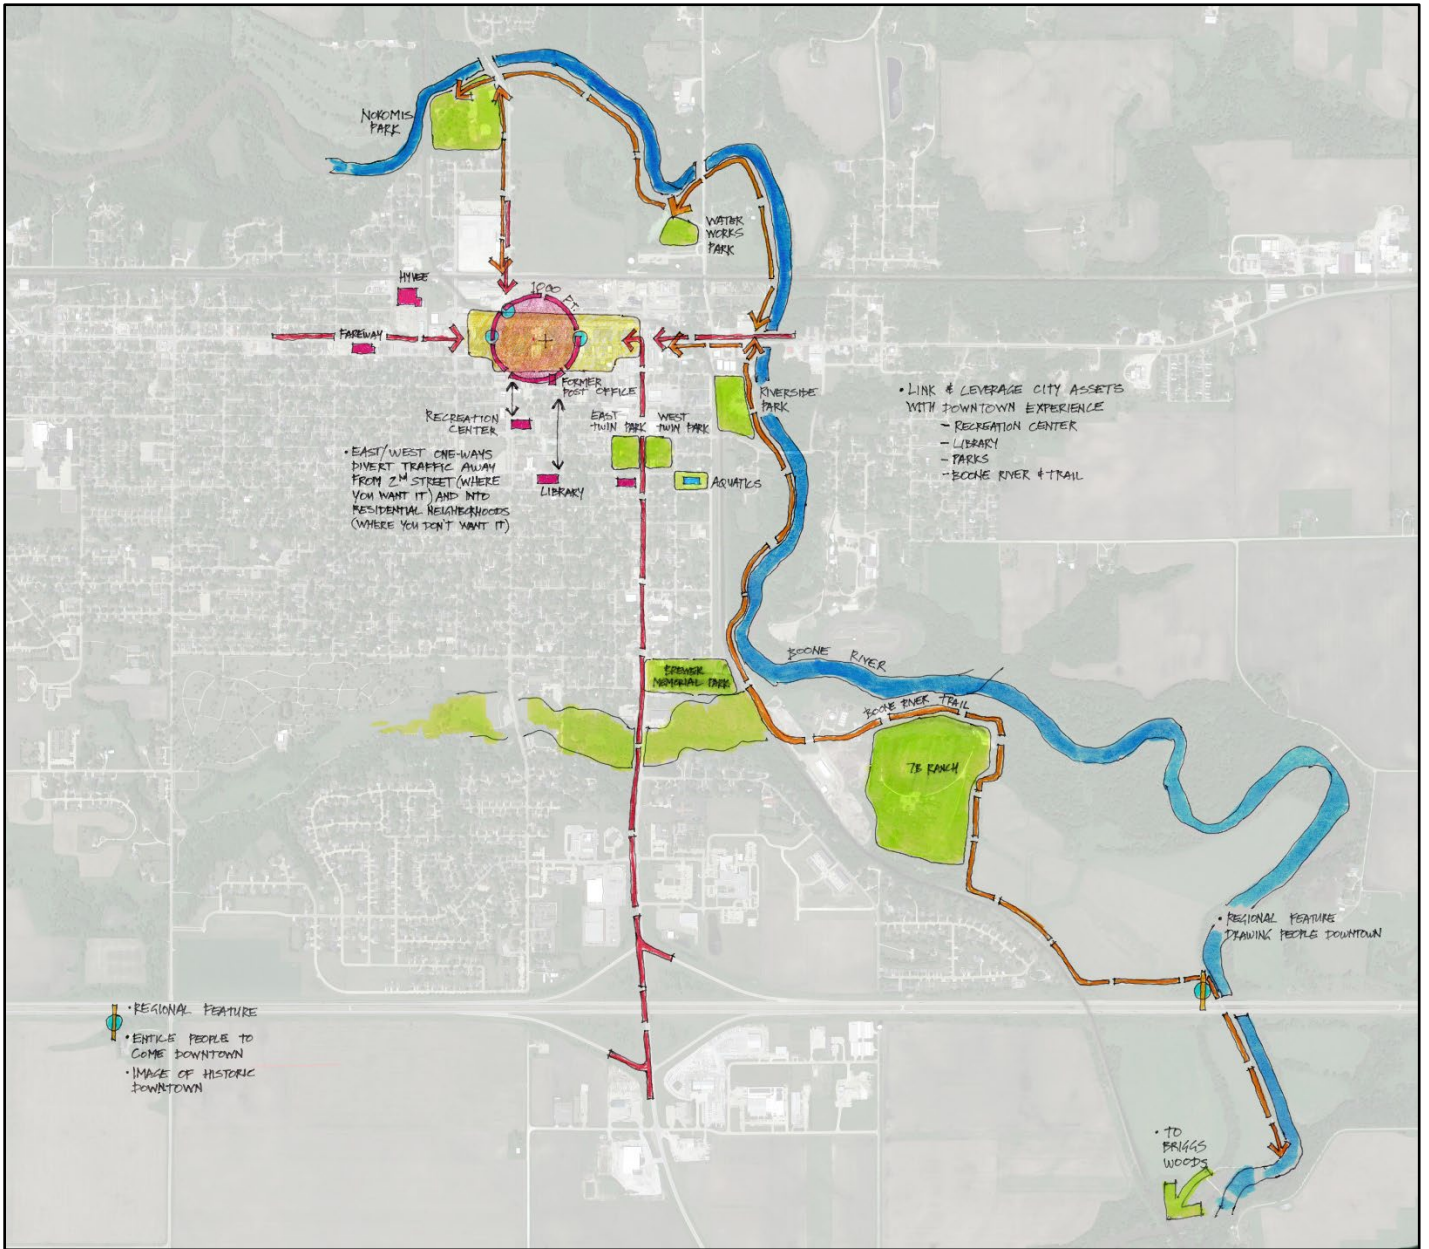 NOKOMIS
PARK
WATER
WORKS
PARK
HYVEE
1000 FT.
FAREWAY
FORMER
POST OFFICE
RECREATION
CENTER
EAST
TWIN PARK
WEST
TWIN PARK
RIVERSIDE
PARK
• LINK & LEVERAGE CITY ASSETS
WITH DOWNTOWN EXPERIENCE
- RECREATION CENTER
- LIBRARY
- PARKS
- BOONE RIVER & TRAIL
• EAST/WEST ONE-WAYS
DIVERT TRAFFIC AWAY
FROM 2ND STREET (WHERE
YOU WANT IT) AND INTO
RESIDENTIAL NEIGHBORHOODS
(WHERE YOU DON'T WANT IT)
LIBRARY
AQUATICS
BOONE RIVER
BREWER
MEMORIAL PARK
BOONE RIVER TRAIL
7B RANCH
• REGIONAL FEATURE
DRAWING PEOPLE DOWNTOWN
• REGIONAL FEATURE
• ENTICE PEOPLE TO
COME DOWNTOWN
• IMAGE OF HISTORIC
DOWNTOWN
• TO
BRIGGS
WOODS